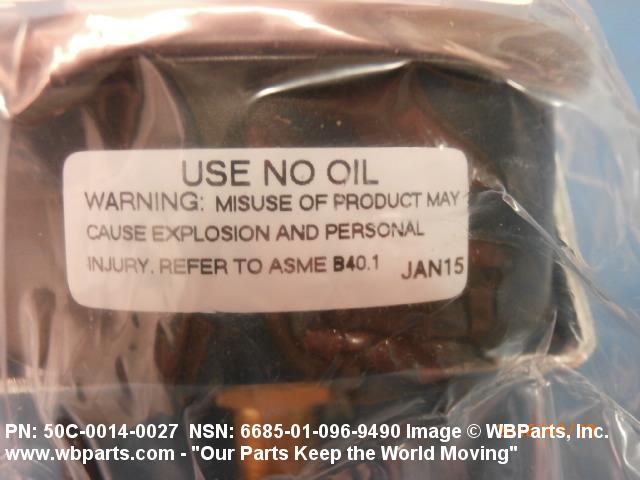 USE NO OIL
WARNING: MISUSE OF PRODUCT MAY
CAUSE EXPLOSION AND PERSONAL
INJURY. REFER TO ASME B40.1 JAN15
PN: 50C-0014-0027 NSN: 6685-01-096-9490 Image © WBParts, Inc.
www.wbparts.com - "Our Parts Keep the World Moving"